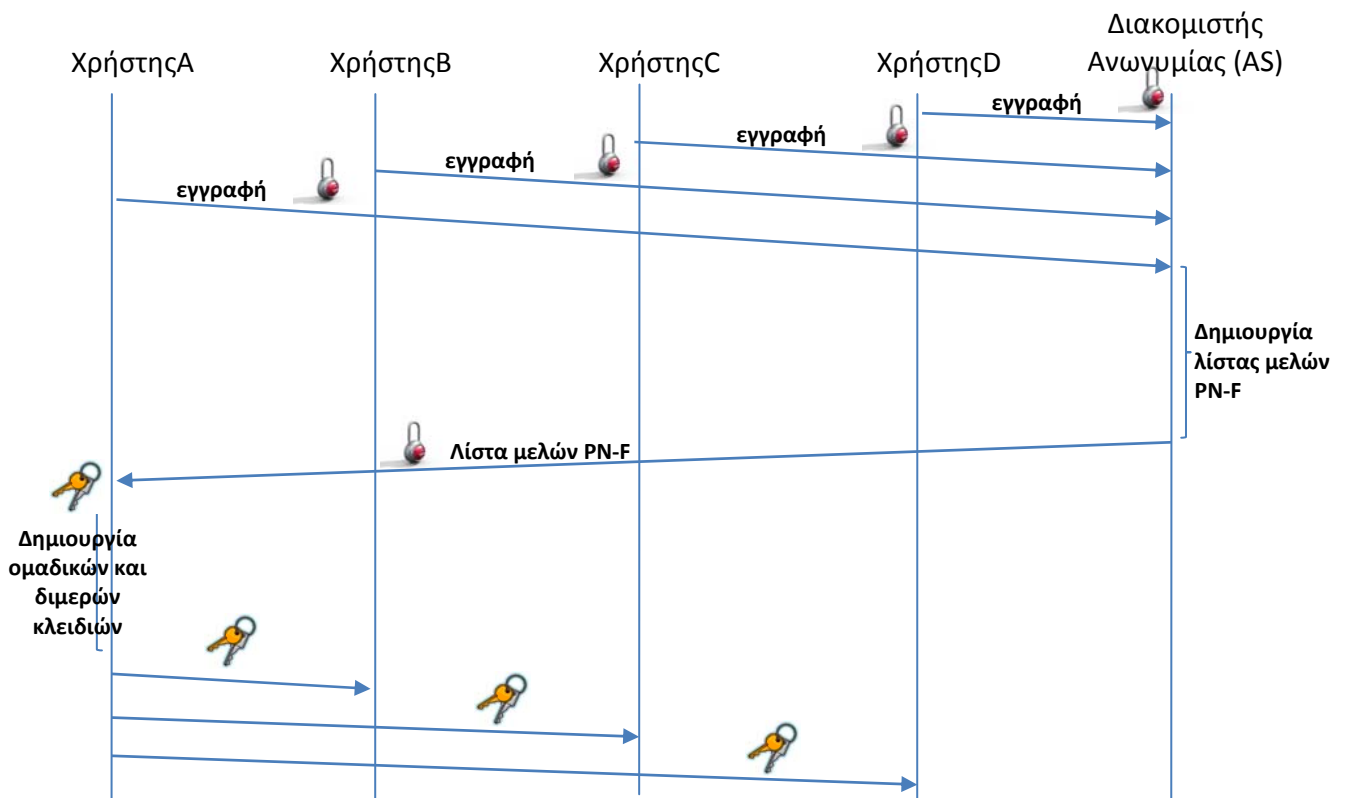 Διακομιστής
ΧρήστηςA ΧρήστηςB ΧρήστηςC ΧρήστηςD Ανωνυμίας (AS)
εγγραφή
εγγραφή
εγγραφή
εγγραφή
Δημιουργία
λίστας μελών
PN-F
Λίστα μελών PN-F
Δημιουργία
ομαδικών και
διμερών
κλειδιών